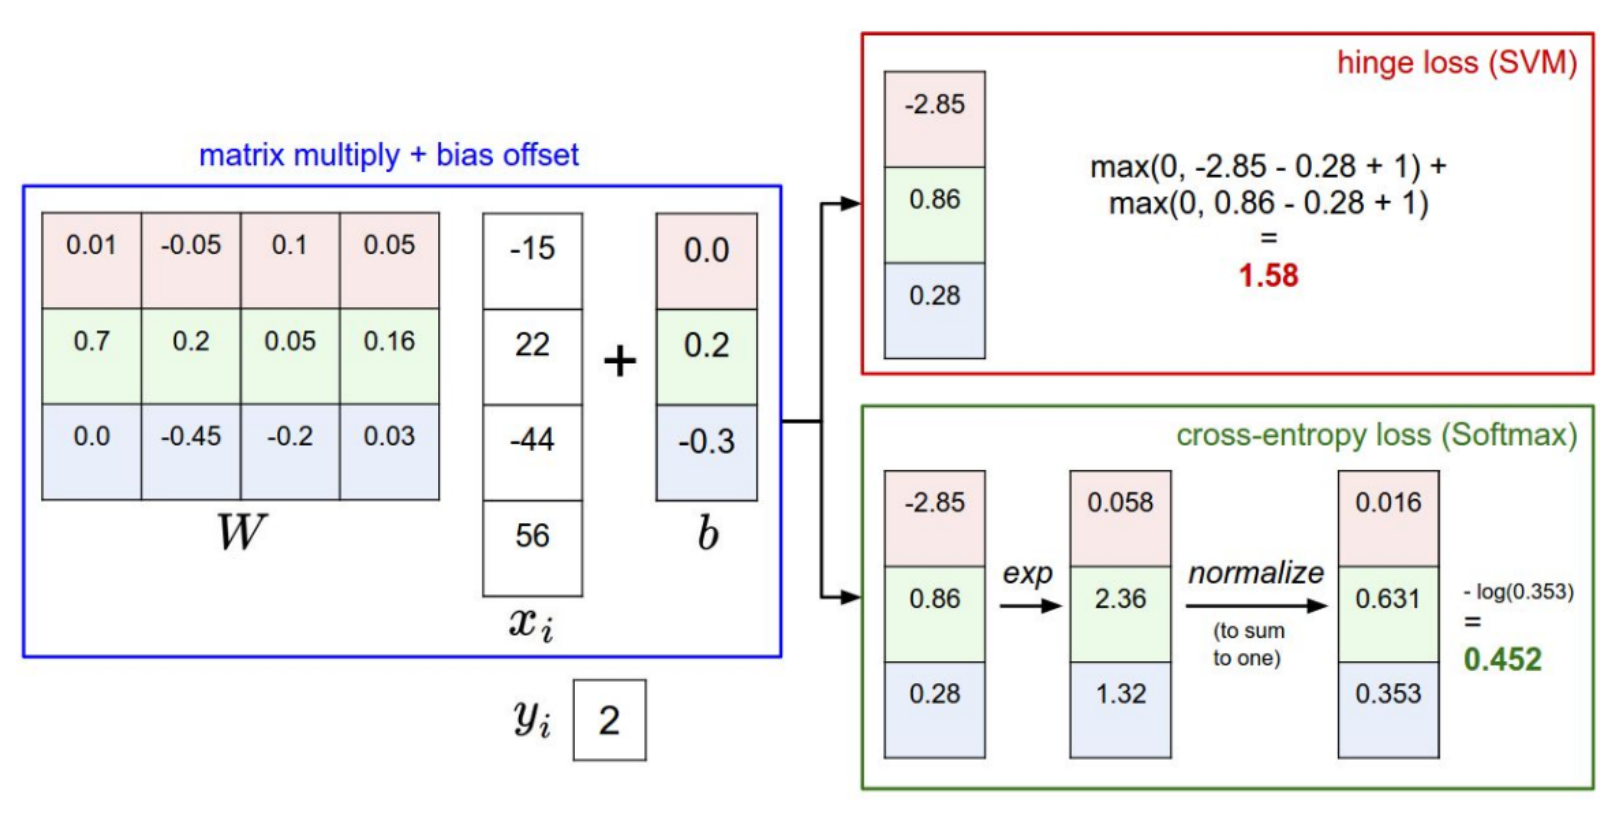 matrix multiply + bias offset
0.01 -0.05 0.1 0.05
0.7 0.2 0.05 0.16
0.0 -0.45 -0.2 0.03
W
-15
22
-44
56
x_i
+
0.0
0.2
-0.3
b
y_i 2
hinge loss (SVM)
-2.85
0.86
0.28
max(0, -2.85 - 0.28 + 1) +
max(0, 0.86 - 0.28 + 1)
=
1.58
cross-entropy loss (Softmax)
-2.85
0.86
0.28
exp
0.058
2.36
1.32
normalize
(to sum
to one)
0.016
0.631
0.353
- log(0.353)
=
0.452